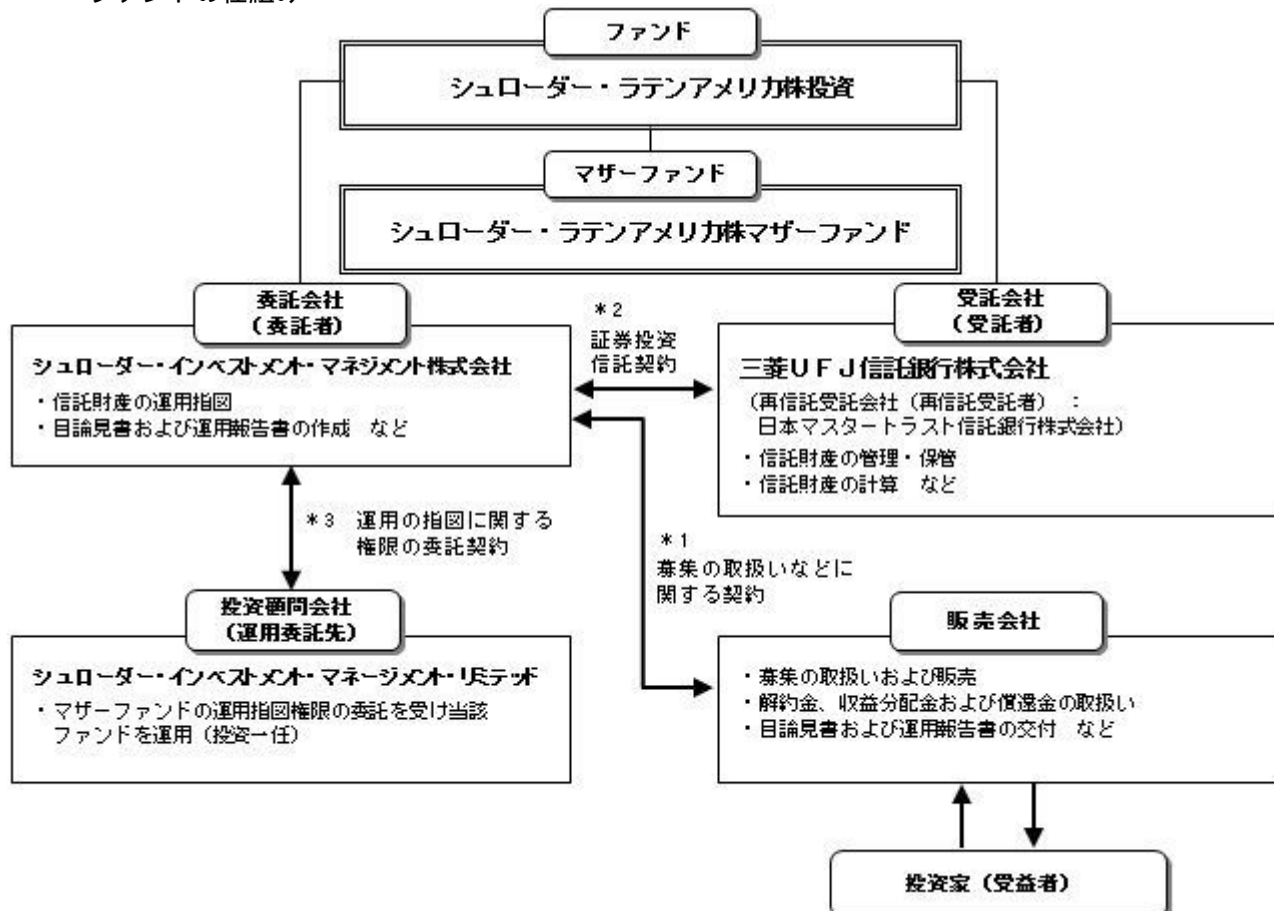 ファンド
シュローダー・ラテンアメリカ株投資
マザーファンド
シュローダー・ラテンアメリカ株マザーファンド
委託会社
（委託者）
シュローダー・インベストメント・マネジメント株式会社
・信託財産の運用指図
・目論見書および運用報告書の作成　など
＊2
証券投資
信託契約
受託会社
（受託者）
三菱ＵＦＪ信託銀行株式会社
（再信託受託会社（再信託受託者）　：
日本マスタートラスト信託銀行株式会社）
・信託財産の管理・保管
・信託財産の計算　など
＊3　運用の指図に関する
権限の委託契約
＊1
募集の取扱いなどに
関する契約
投資顧問会社
（運用委託先）
シュローダー・インベストメント・マネージメント・リミテッド
・マザーファンドの運用指図権限の委託を受け当該
ファンドを運用（投資一任）
販売会社
・募集の取扱いおよび販売
・解約金、収益分配金および償還金の取扱い
・目論見書および運用報告書の交付　など
投資家（受益者）